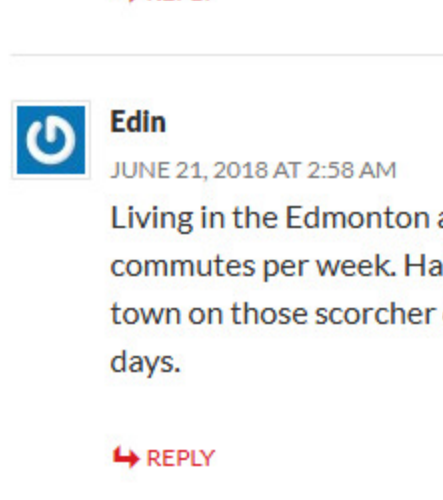 Edin
JUNE 21, 2018 AT 2:58 AM
Living in the Edmonton
commutes per week. Ha
town on those scorcher
days.
REPLY